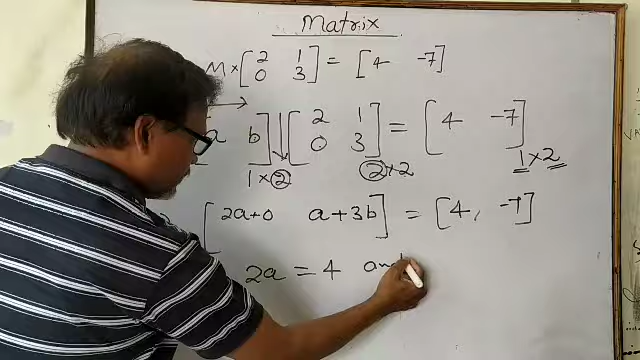 Matrix
M × [ 2 1 0 3 ] = [ 4 -7 ]
a b ] [ 2 1 0 3 ] = [ 4 -7 ]
1 × 2 2 × 2 1 × 2
[ 2a+0 a+3b ] = [ 4, -7 ]
2a = 4 and